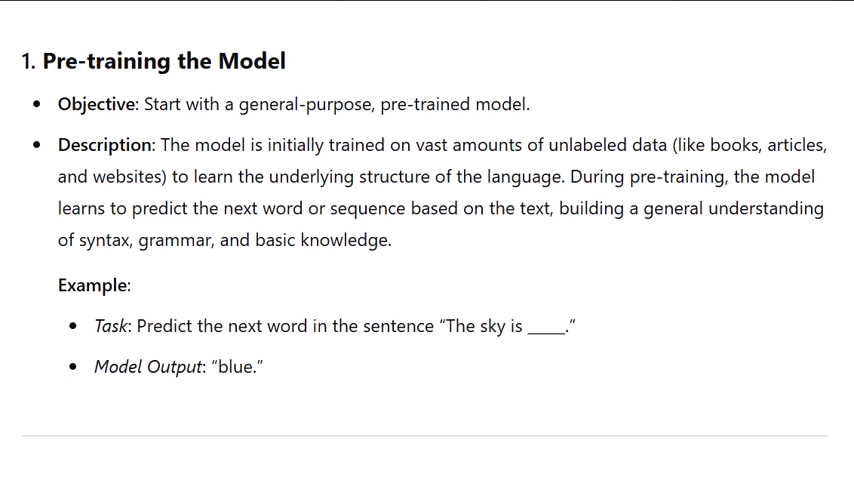 1. Pre-training the Model
• Objective: Start with a general-purpose, pre-trained model.
• Description: The model is initially trained on vast amounts of unlabeled data (like books, articles,
and websites) to learn the underlying structure of the language. During pre-training, the model
learns to predict the next word or sequence based on the text, building a general understanding
of syntax, grammar, and basic knowledge.
Example:
• Task: Predict the next word in the sentence “The sky is ____.”
• Model Output: “blue.”